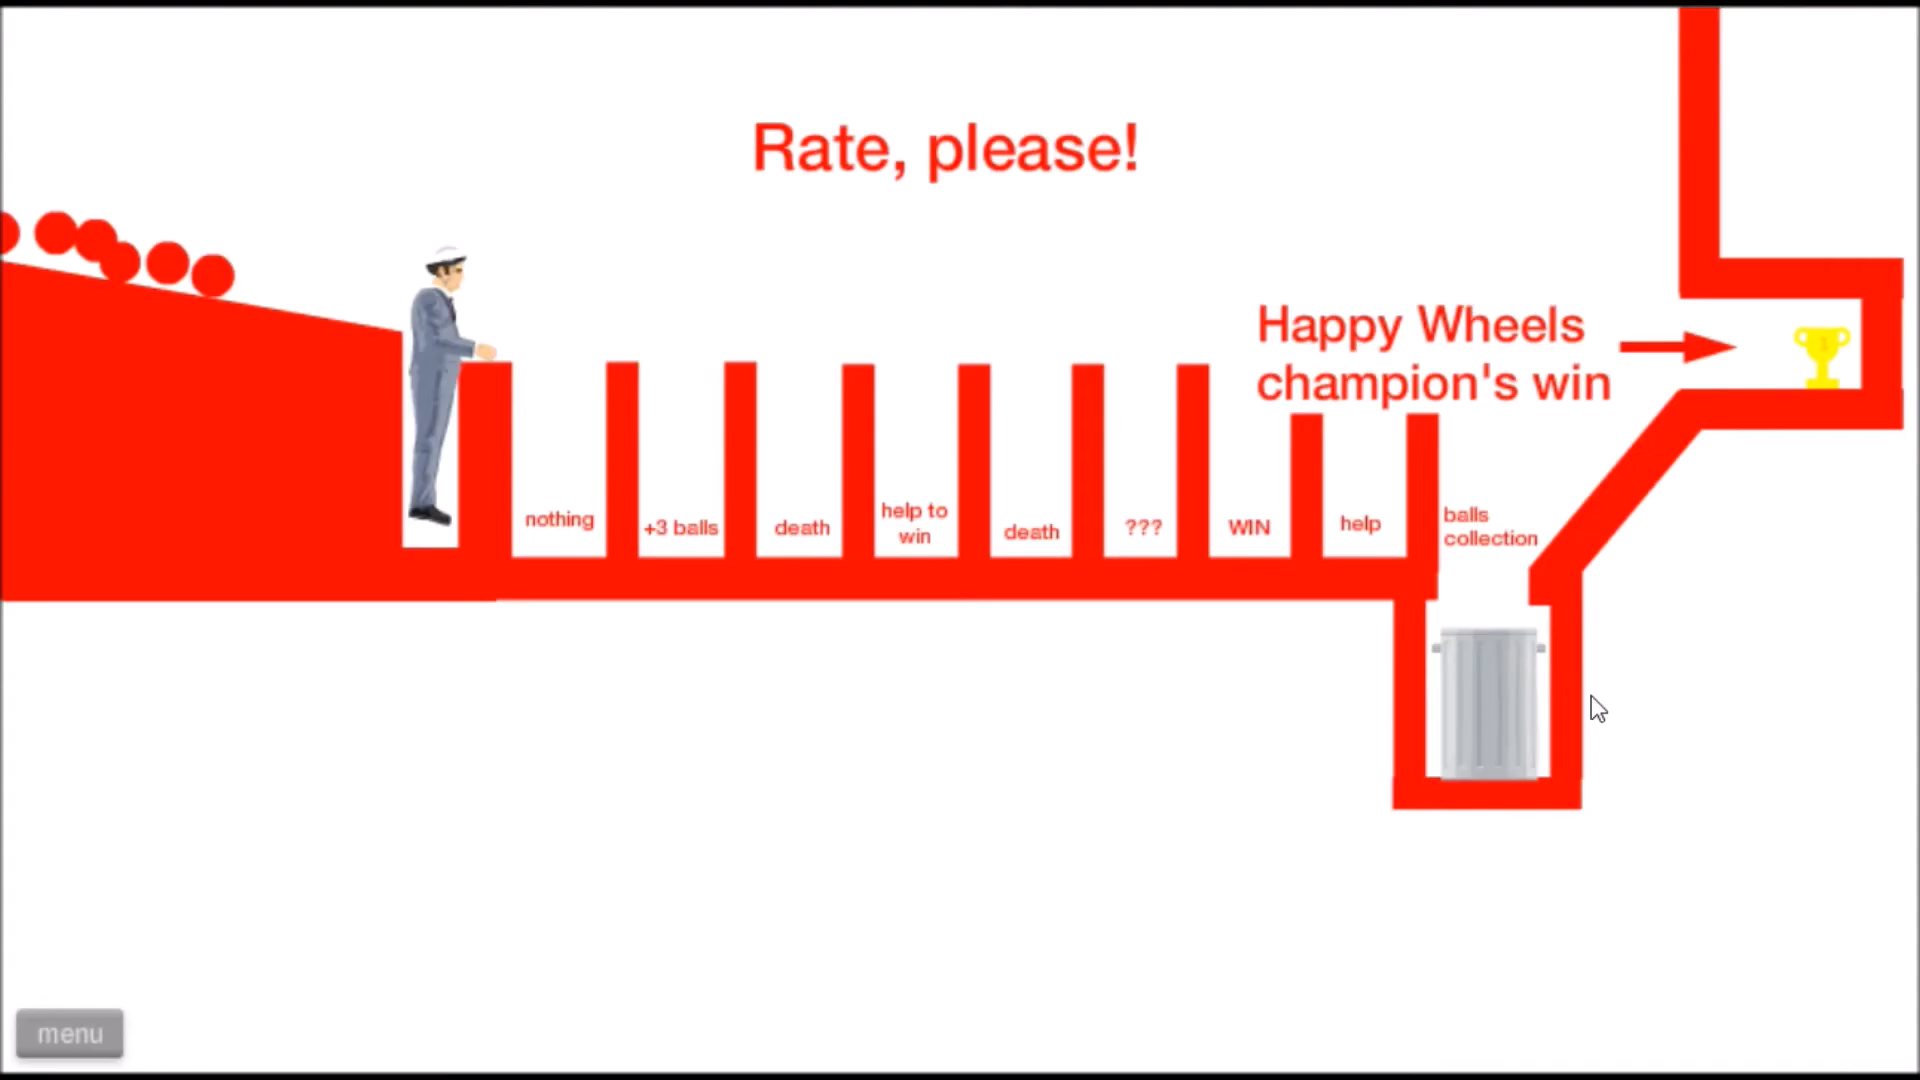 Rate, please!
Happy Wheels
champion's win
nothing
+3 balls
death
help to
win
death
???
WIN
help
balls
collection
menu